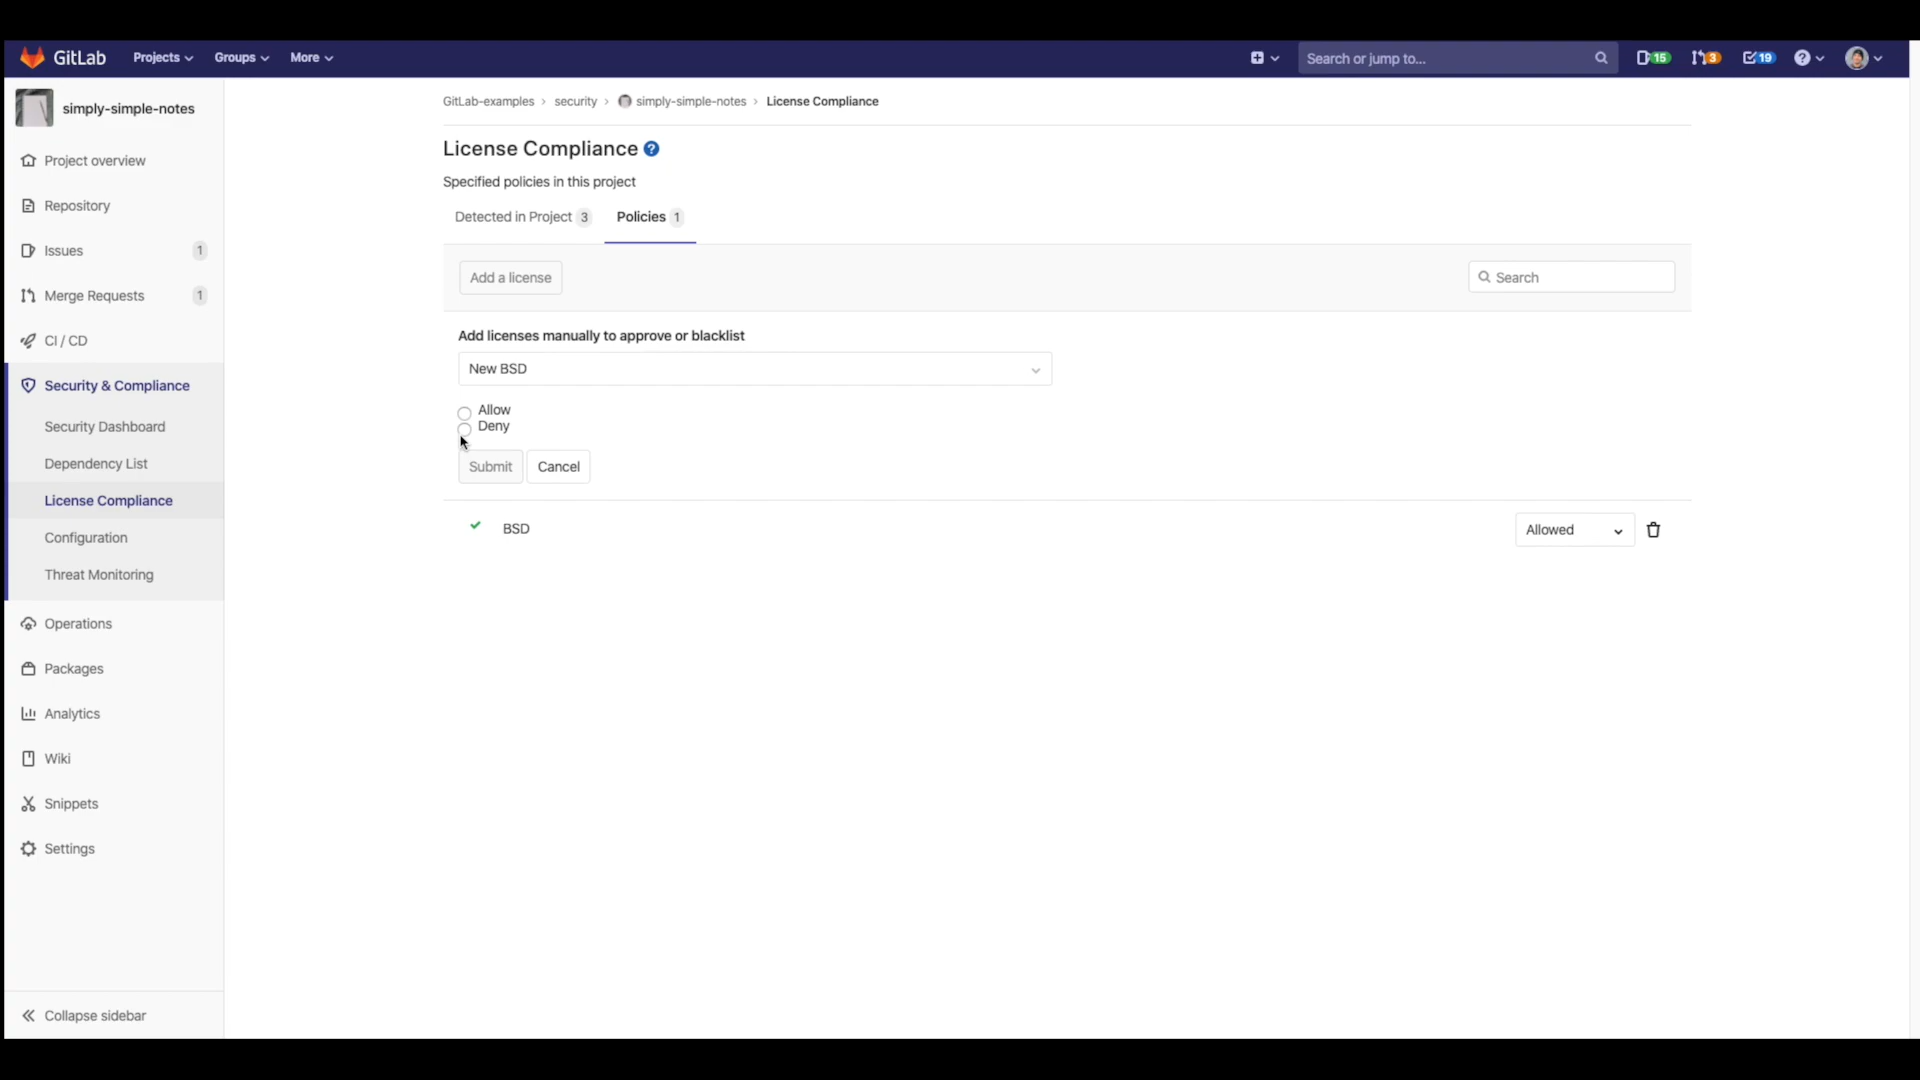 GitLab Projects Groups More Search or jump to... 15 3 19
simply-simple-notes
Project overview
Repository
Issues 1
Merge Requests 1
CI / CD
Security & Compliance
Security Dashboard
Dependency List
License Compliance
Configuration
Threat Monitoring
Operations
Packages
Analytics
Wiki
Snippets
Settings
Collapse sidebar
GitLab-examples › security › simply-simple-notes › License Compliance
License Compliance ?
Specified policies in this project
Detected in Project 3 Policies 1
Add a license Search
Add licenses manually to approve or blacklist
New BSD
Allow
Deny
Submit Cancel
BSD Allowed